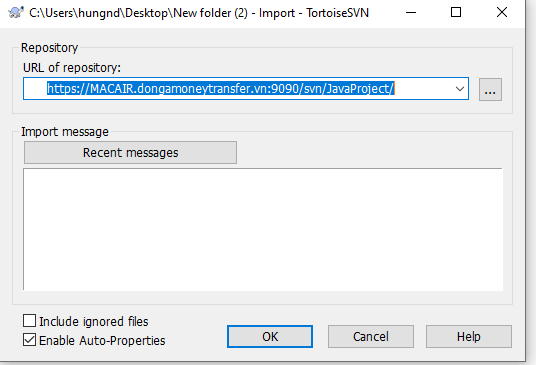 C:\Users\hungnd\Desktop\New folder (2) - Import - TortoiseSVN
Repository
URL of repository:
https://MACAIR.dongamoneytransfer.vn:9090/svn/JavaProject/
...
Import message
Recent messages
Include ignored files
Enable Auto-Properties
OK
Cancel
Help